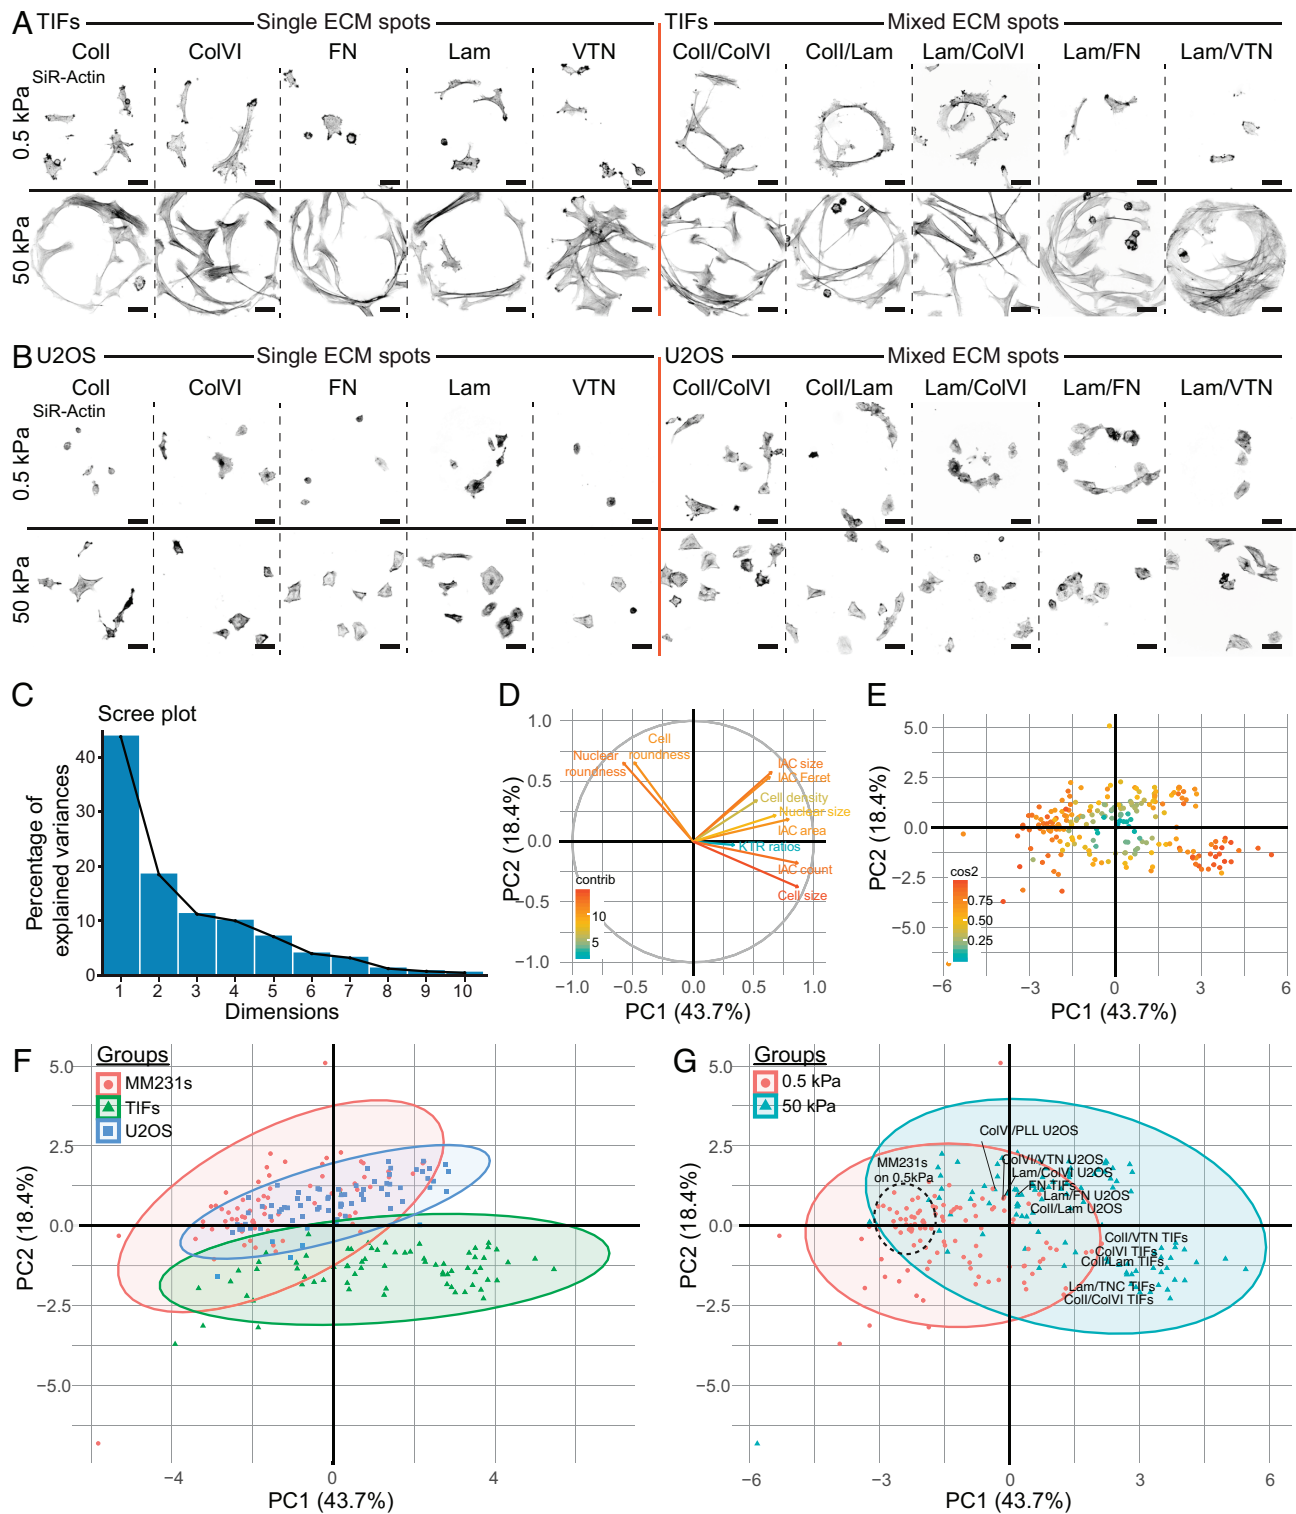 A TIFs Single ECM spots TIFs Mixed ECM spots
ColI ColVI FN Lam VTN ColI/ColVI ColI/Lam Lam/ColVI Lam/FN Lam/VTN
SiR-Actin
0.5 kPa
50 kPa
B U2OS Single ECM spots U2OS Mixed ECM spots
ColI ColVI FN Lam VTN ColI/ColVI ColI/Lam Lam/ColVI Lam/FN Lam/VTN
SiR-Actin
0.5 kPa
50 kPa
C
Scree plot
Percentage of
explained variances
40
30
20
10
0
1 2 3 4 5 6 7 8 9 10
Dimensions
D
PC2 (18.4%)
1.0
0.5
0.0
−0.5
−1.0
Cell
roundness
Nuclear
roundness
IAC size
IAC Feret
Cell density
Nuclear size
IAC area
KTR ratios
IAC count
Cell size
contrib
10
5
−1.0 −0.5 0.0 0.5 1.0
PC1 (43.7%)
E
PC2 (18.4%)
5.0
2.5
0.0
−2.5
−5.0
cos2
0.75
0.50
0.25
−6 −3 0 3 6
PC1 (43.7%)
F
Groups
MM231s
TIFs
U2OS
PC2 (18.4%)
5.0
2.5
0.0
−2.5
−5.0
−4 0 4
PC1 (43.7%)
G
Groups
0.5 kPa
50 kPa
PC2 (18.4%)
5.0
2.5
0.0
−2.5
−5.0
MM231s
on 0.5kPa
ColVI/PLL U2OS
ColVI/VTN U2OS
Lam/ColVI U2OS
FN TIFs
Lam/FN U2OS
ColI/Lam U2OS
ColI/VTN TIFs
ColVI TIFs
ColI/Lam TIFs
Lam/TNC TIFs
ColI/ColVI TIFs
−6 −3 0 3 6
PC1 (43.7%)